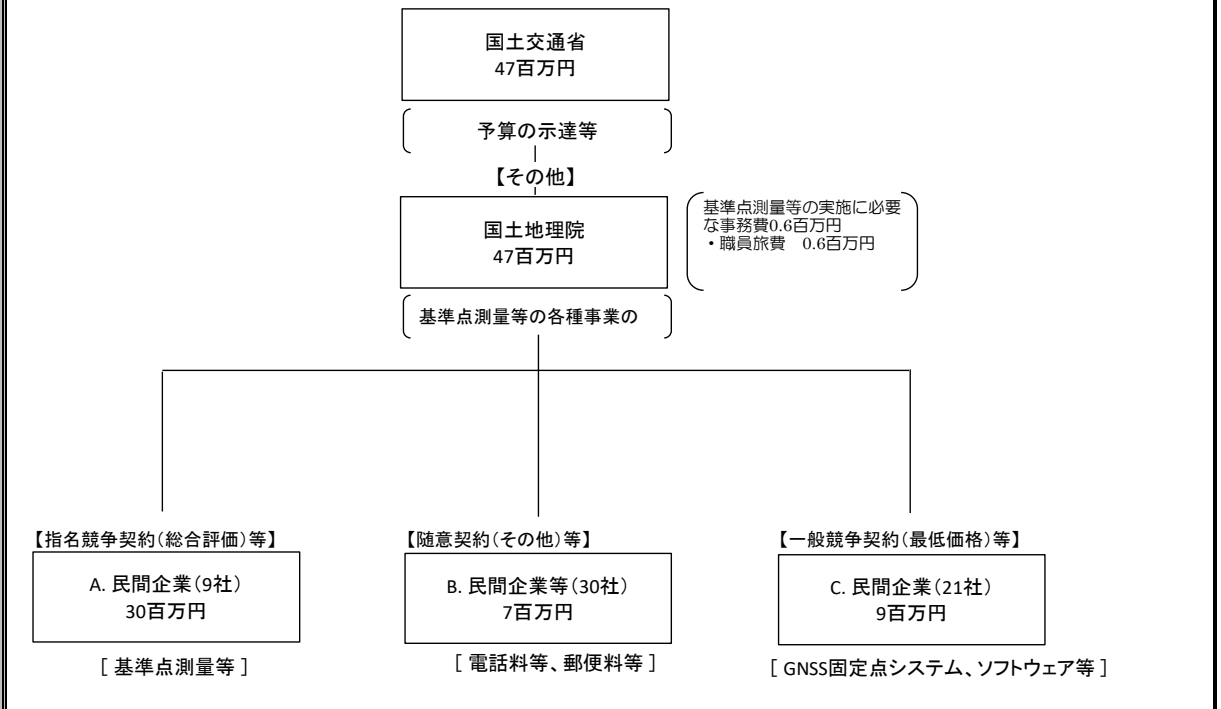 国土交通省
47百万円
予算の示達等
【その他】
国土地理院
47百万円
基準点測量等の実施に必要
な事務費0.6百万円
・職員旅費　0.6百万円
基準点測量等の各種事業の
【指名競争契約(総合評価)等】
A. 民間企業(9社)
30百万円
[ 基準点測量等 ]
【随意契約(その他)等】
B. 民間企業等(30社)
7百万円
[ 電話料等、郵便料等 ]
【一般競争契約(最低価格)等】
C. 民間企業(21社)
9百万円
[ GNSS固定点システム、ソフトウェア等 ]